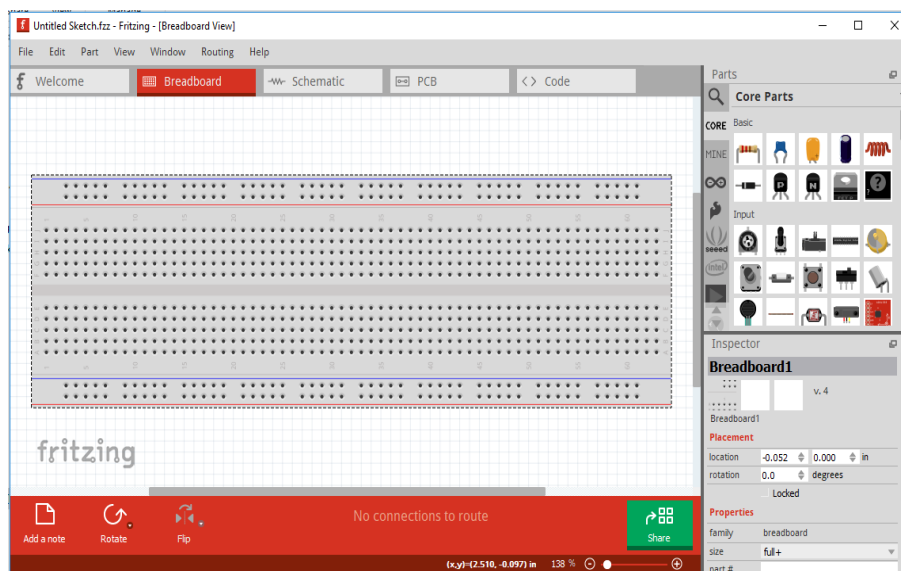 Untitled Sketch.fzz - Fritzing - [Breadboard View]
File Edit Part View Window Routing Help
Welcome Breadboard Schematic PCB Code
Parts
Core Parts
CORE Basic
MINE
Input
seeed
intel
fritzing
Inspector
Breadboard1
v. 4
Breadboard1
Placement
location -0.052 0.000 in
rotation 0.0 degrees
Locked
Properties
family breadboard
size full+
part #
No connections to route
Add a note Rotate Flip Share
(x,y)=(2.510, -0.097) in 138 %